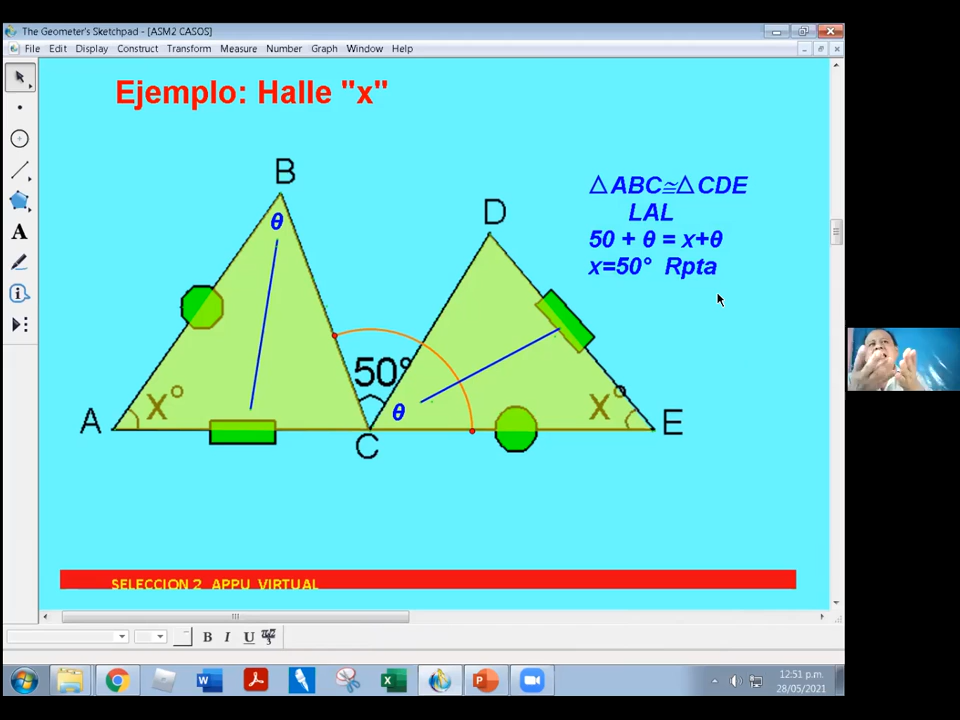 The Geometer's Sketchpad - [ASM2 CASOS]
File Edit Display Construct Transform Measure Number Graph Window Help
Ejemplo: Halle "x"
B
θ
D
△ABC≅△CDE
LAL
50 + θ = x+θ
x=50° Rpta
50°
A
x°
θ
x°
E
C
SELECCION 2 APPU VIRTUAL
B I U
12:51 p.m.
28/05/2021